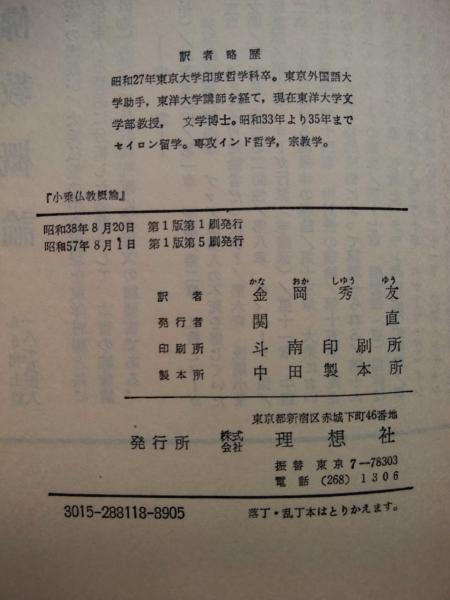 訳者略歴
昭和27年東京大学印度哲学科卒。東京外国語大
学助手，東洋大学講師を経て，現在東洋大学文
学部教授，　文学博士。昭和33年より35年まで
セイロン留学。専攻インド哲学，宗教学。
『小乗仏教概論』
昭和38年8月20日　第1版第1刷発行
昭和57年8月1日　第1版第5刷発行
かな　おか　しゆう　ゆう
訳者　金岡秀友
発行者　関直
印刷所　斗南印刷所
製本所　中田製本所
東京都新宿区赤城下町46番地
発行所　株式会社　理想社
振替 東京 7―78303
電話 (268) 1306
3015-288118-8905　落丁・乱丁本はとりかえます。